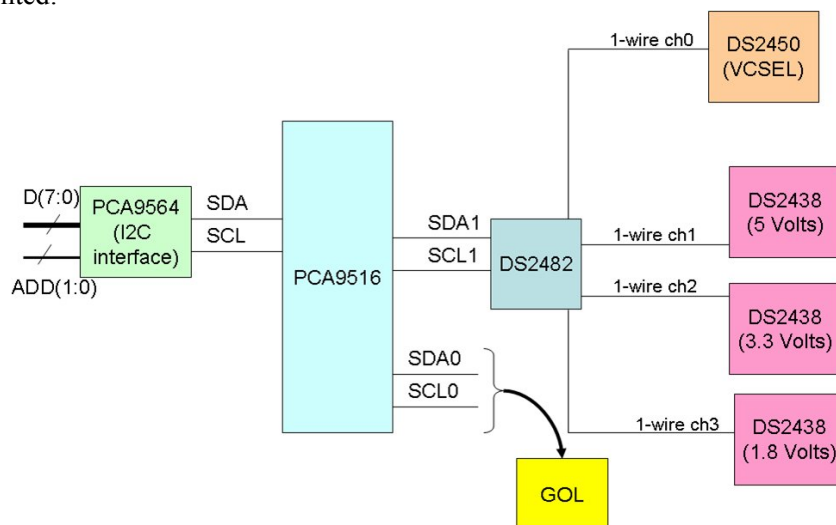 1-wire ch0
DS2450
(VCSEL)
D(7:0)
ADD(1:0)
PCA9564
(I2C
interface)
SDA
SCL
PCA9516
SDA1
SCL1
DS2482
1-wire ch1
DS2438
(5 Volts)
1-wire ch2
DS2438
(3.3 Volts)
SDA0
SCL0
1-wire ch3
DS2438
(1.8 Volts)
GOL